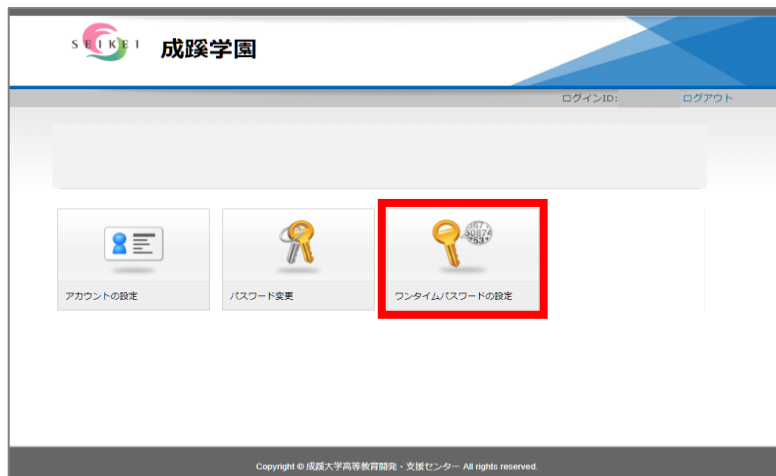 SEIKEI 成蹊学園
ログインID: ログアウト
アカウントの設定
パスワード変更
367
50874
7531
ワンタイムパスワードの設定
Copyright © 成蹊大学高等教育開発・支援センター All rights reserved.